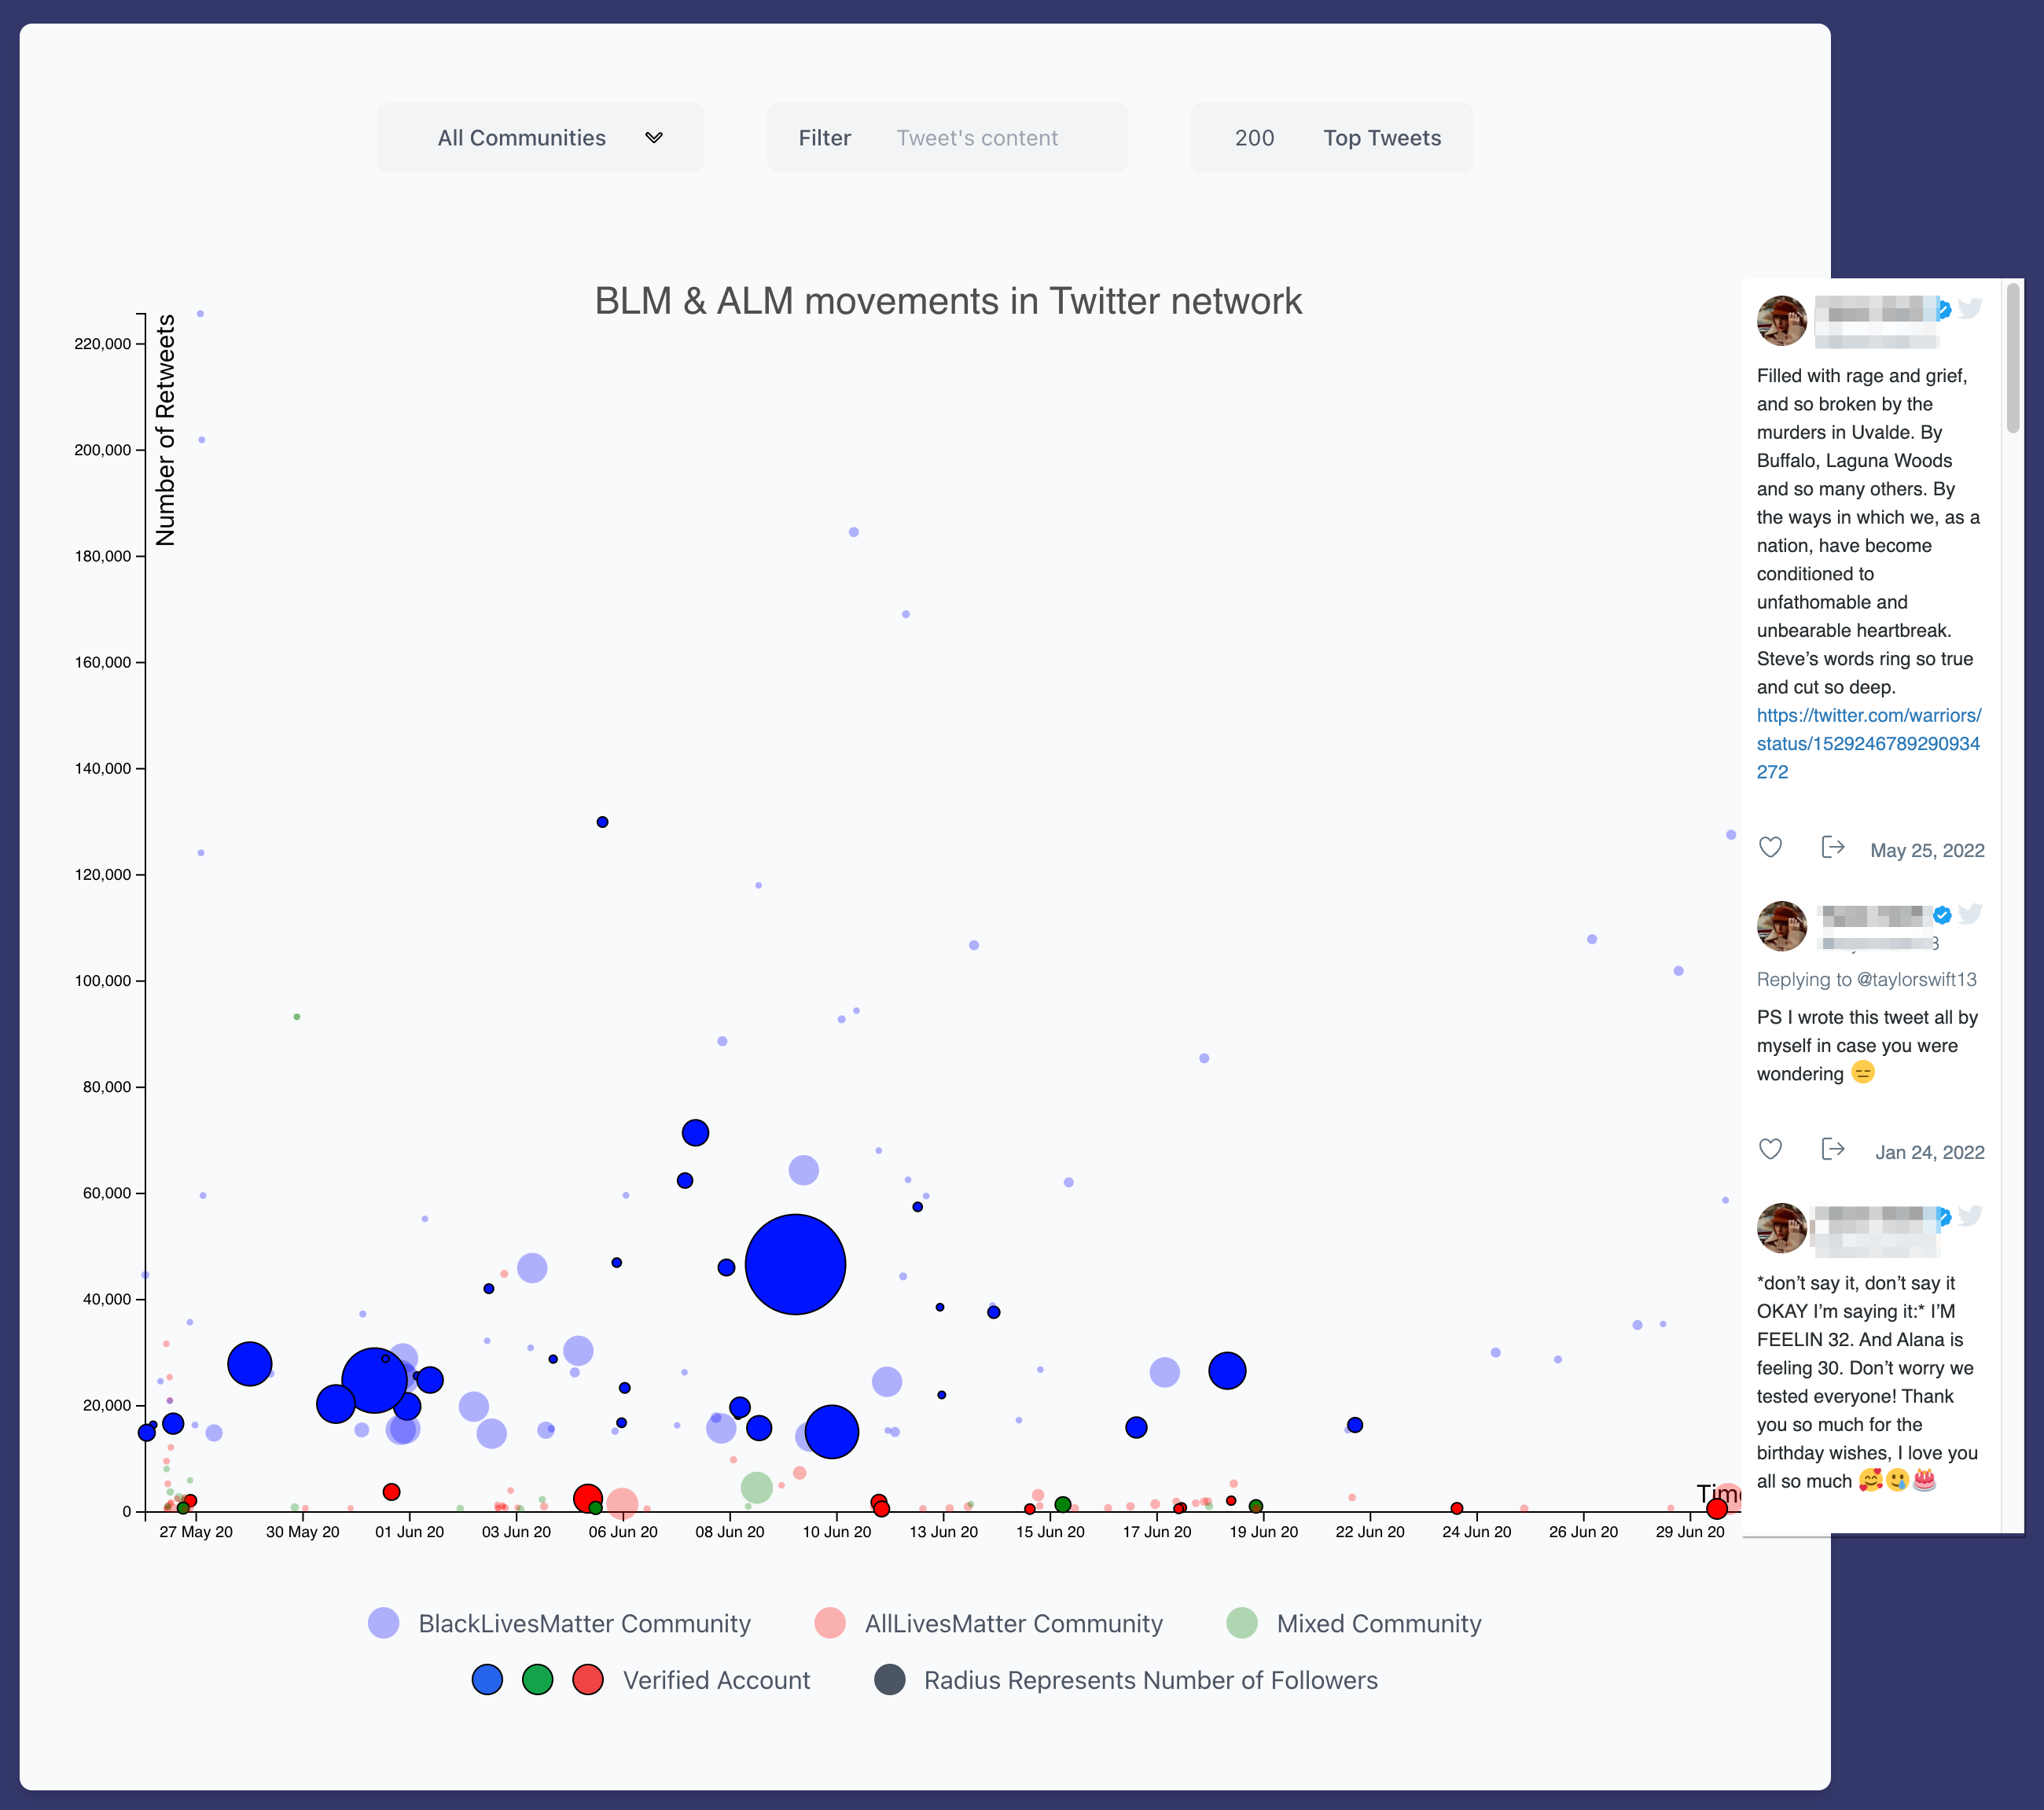 All Communities
Filter Tweet's content
200 Top Tweets
BLM & ALM movements in Twitter network
Number of Retweets
220,000
200,000
180,000
160,000
140,000
120,000
100,000
80,000
60,000
40,000
20,000
0
27 May 20 30 May 20 01 Jun 20 03 Jun 20 06 Jun 20 08 Jun 20 10 Jun 20 13 Jun 20 15 Jun 20 17 Jun 20 19 Jun 20 22 Jun 20 24 Jun 20 26 Jun 20 29 Jun 20
BlackLivesMatter Community AllLivesMatter Community Mixed Community
Verified Account Radius Represents Number of Followers
Filled with rage and grief,
and so broken by the
murders in Uvalde. By
Buffalo, Laguna Woods
and so many others. By
the ways in which we, as a
nation, have become
conditioned to
unfathomable and
unbearable heartbreak.
Steve’s words ring so true
and cut so deep.
https://twitter.com/warriors/
status/1529246789290934
272
May 25, 2022
Replying to @taylorswift13
PS I wrote this tweet all by
myself in case you were
wondering 😑
Jan 24, 2022
*don’t say it, don’t say it
OKAY I’m saying it:* I’M
FEELIN 32. And Alana is
feeling 30. Don’t worry we
tested everyone! Thank
you so much for the
birthday wishes, I love you
all so much 🥰🥲🎂